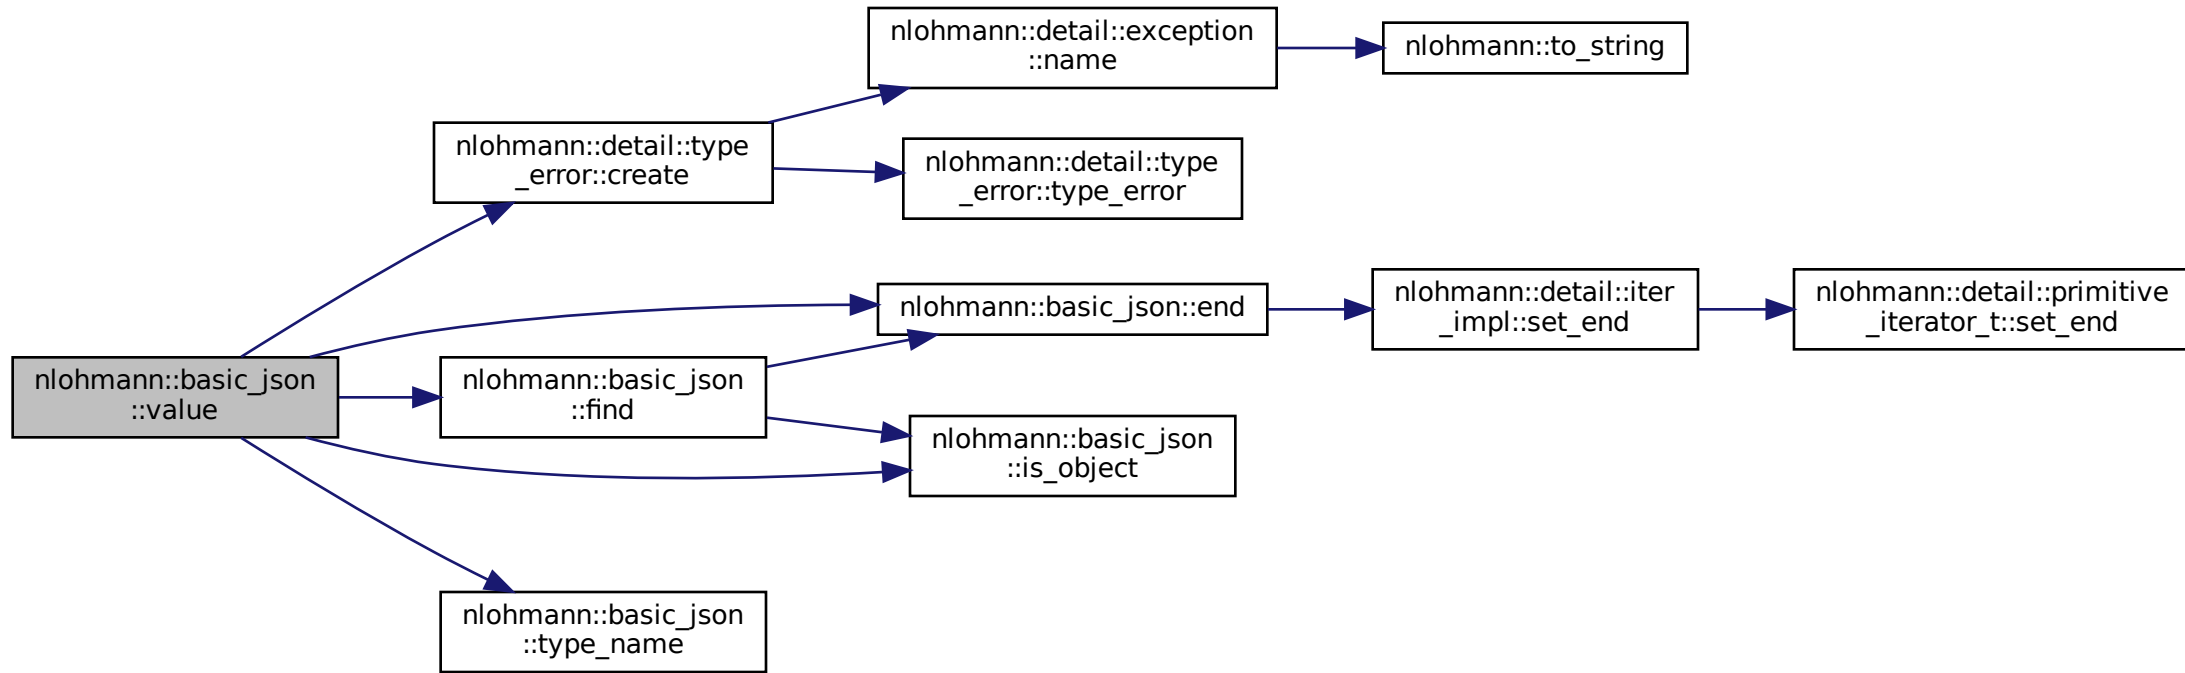 nlohmann::detail::exception
::name
nlohmann::to_string
nlohmann::detail::type
_error::create
nlohmann::detail::type
_error::type_error
nlohmann::basic_json::end
nlohmann::detail::iter
_impl::set_end
nlohmann::detail::primitive
_iterator_t::set_end
nlohmann::basic_json
::value
nlohmann::basic_json
::find
nlohmann::basic_json
::is_object
nlohmann::basic_json
::type_name